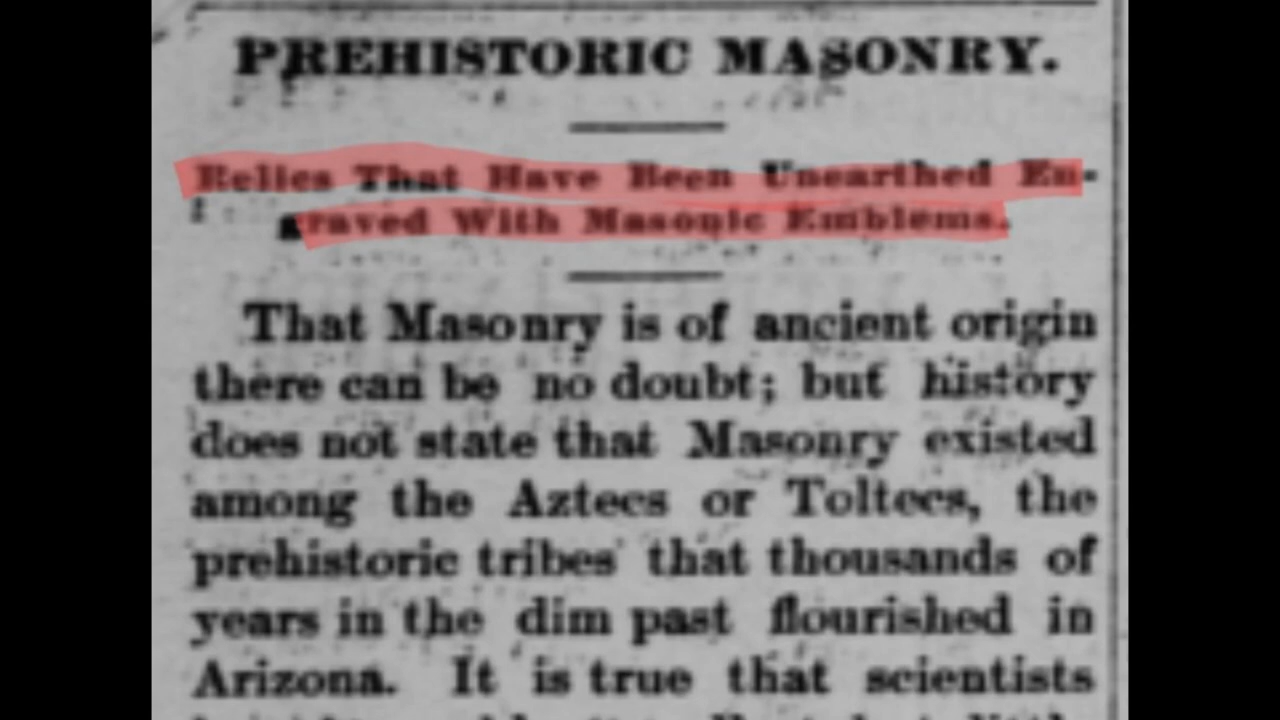 PREHISTORIC MASONRY.
Relics That Have Been Unearthed En-
graved With Masonic Emblems.
That Masonry is of ancient origin
there can be no doubt; but history
does not state that Masonry existed
among the Aztecs or Toltecs, the
prehistoric tribes that thousands of
years in the dim past flourished in
Arizona. It is true that scientists